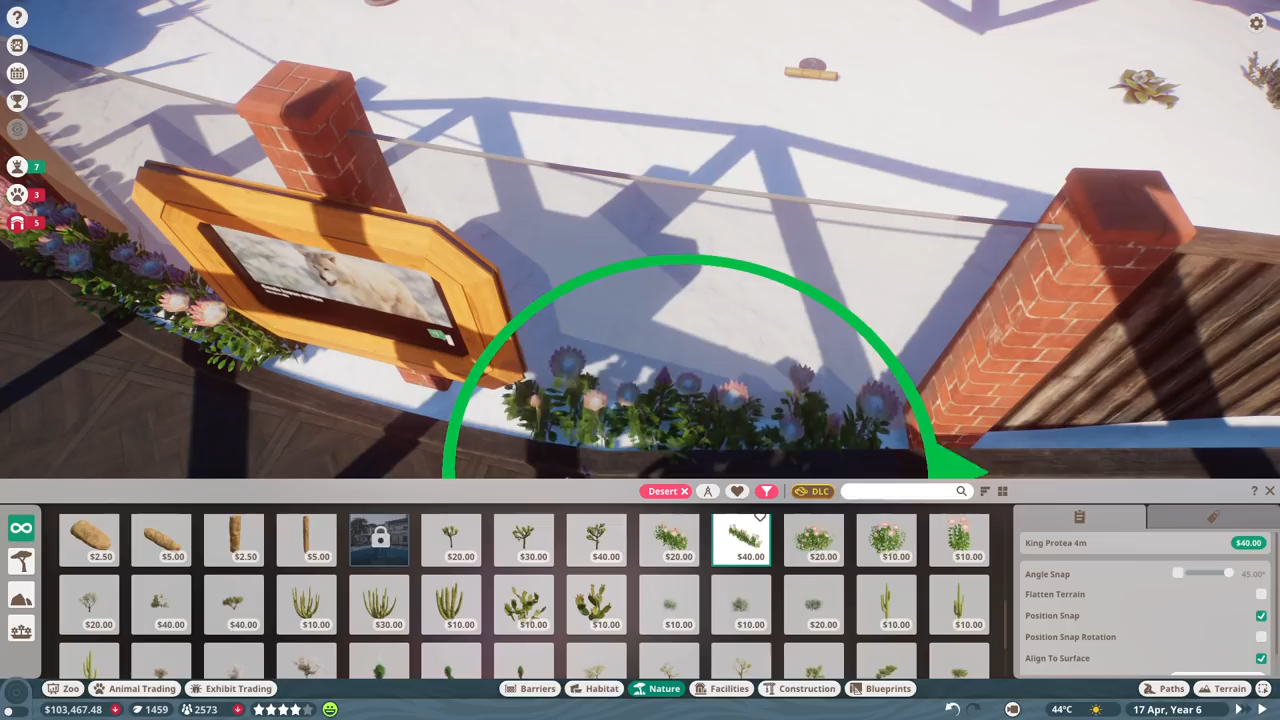 ?
7
3
5
Desert ×
DLC
?
$2.50
$5.00
$2.50
$5.00
$20.00
$30.00
$40.00
$20.00
$40.00
$20.00
$10.00
$10.00
$20.00
$40.00
$40.00
$10.00
$30.00
$10.00
$10.00
$10.00
$10.00
$10.00
$20.00
$10.00
$10.00
King Protea 4m
$40.00
Angle Snap
45.00°
Flatten Terrain
Position Snap
Position Snap Rotation
Align To Surface
Zoo
Animal Trading
Exhibit Trading
Barriers
Habitat
Nature
Facilities
Construction
Blueprints
Paths
Terrain
$103,467.48
1459
2573
44°C
17 Apr, Year 6